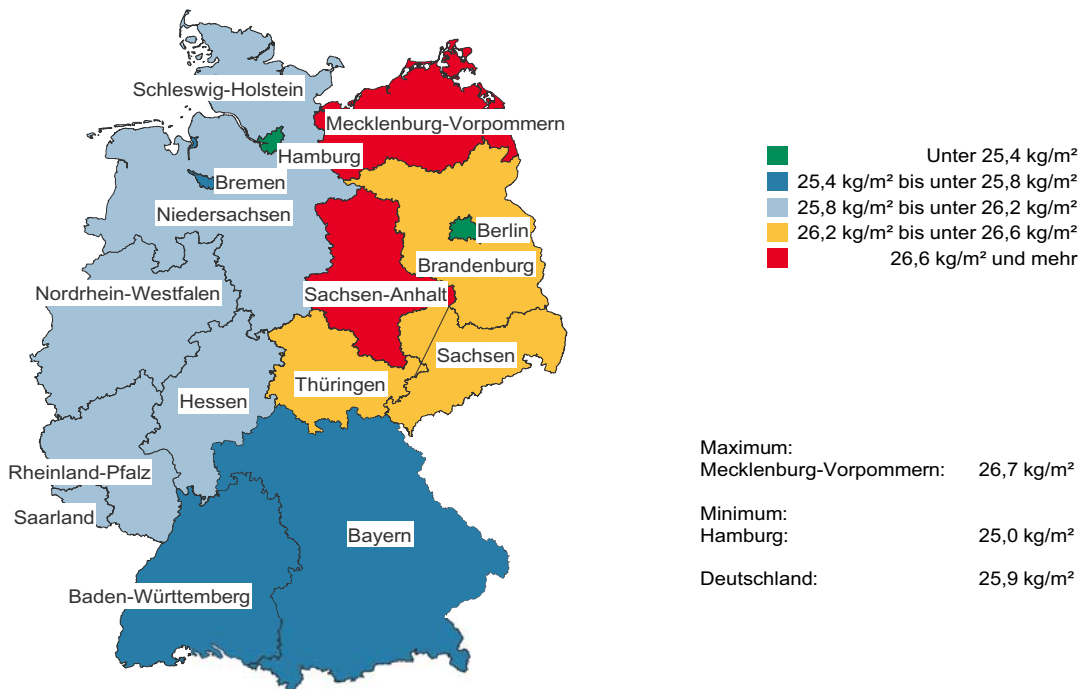 Schleswig-Holstein
Mecklenburg-Vorpommern
Hamburg
Bremen
Niedersachsen
Berlin
Brandenburg
Nordrhein-Westfalen
Sachsen-Anhalt
Sachsen
Thüringen
Hessen
Rheinland-Pfalz
Saarland
Bayern
Baden-Württemberg
Unter 25,4 kg/m²
25,4 kg/m² bis unter 25,8 kg/m²
25,8 kg/m² bis unter 26,2 kg/m²
26,2 kg/m² bis unter 26,6 kg/m²
26,6 kg/m² und mehr
Maximum:
Mecklenburg-Vorpommern: 26,7 kg/m²
Minimum:
Hamburg: 25,0 kg/m²
Deutschland: 25,9 kg/m²